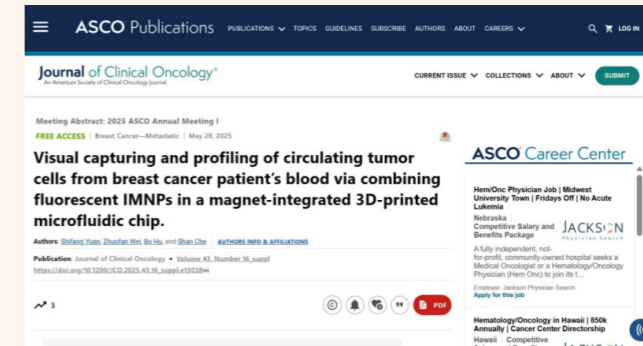 ASCO Publications PUBLICATIONS TOPICS GUIDELINES SUBSCRIBE AUTHORS ABOUT CAREERS LOG IN
Journal of Clinical Oncology®
An American Society of Clinical Oncology Journal
CURRENT ISSUE COLLECTIONS ABOUT SUBMIT
Meeting Abstract: 2025 ASCO Annual Meeting I
FREE ACCESS | Breast Cancer—Metastatic | May 28, 2025
Visual capturing and profiling of circulating tumor
cells from breast cancer patient's blood via combining
fluorescent IMNPs in a magnet-integrated 3D-printed
microfluidic chip.
Authors: Shifang Yuan, Zhuofan Wei, Bo Hu, and Shan Che | AUTHORS INFO & AFFILIATIONS
Publication: Journal of Clinical Oncology • Volume 43, Number 16_suppl
https://doi.org/10.1200/JCO.2025.43.16_suppl.e13038
3
PDF
ASCO Career Center
Hem/Onc Physician Job | Midwest
University Town | Fridays Off | No Acute
Lukemia
Nebraska
Competitive Salary and
Benefits Package
JACKSON
Physician Search
A fully independent, not-
for-profit, community-owned hospital seeks a
Medical Oncologist or a Hematology/Oncology
Physician (Hem Onc) to join its t...
Employer: Jackson Physician Search
Apply for this job
Hematology/Oncology in Hawaii | 850k
Annually | Cancer Center Directorship
Hawaii Competitive